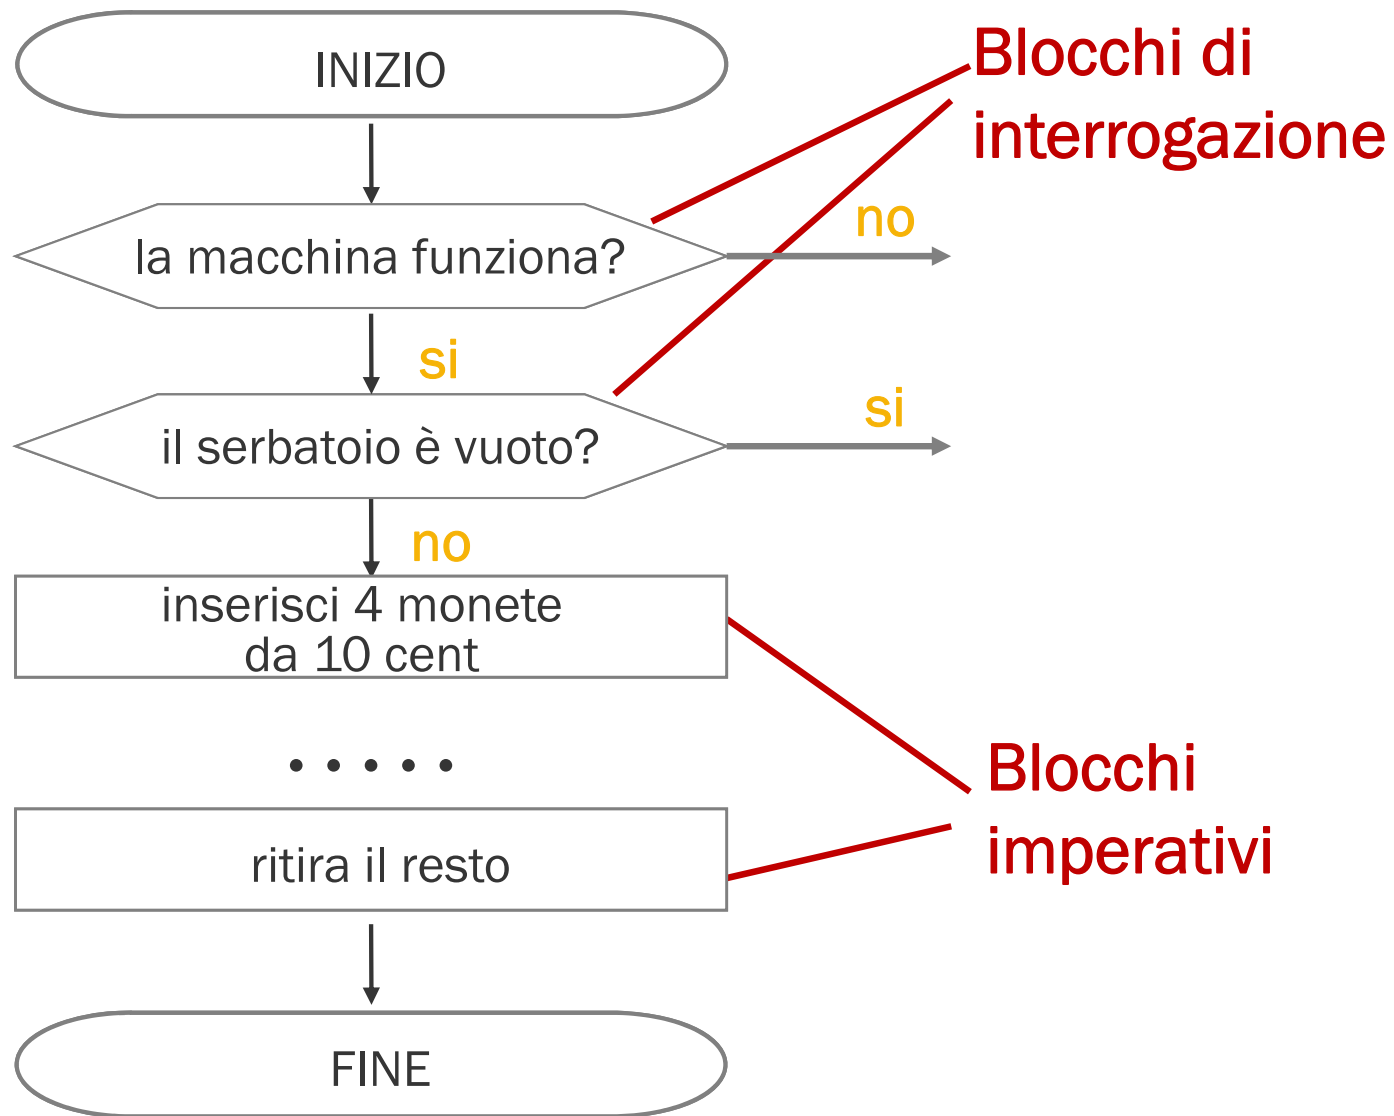 INIZIO
Blocchi di
interrogazione
la macchina funziona?
no
si
il serbatoio è vuoto?
si
no
inserisci 4 monete
da 10 cent
.....
Blocchi
imperativi
ritira il resto
FINE